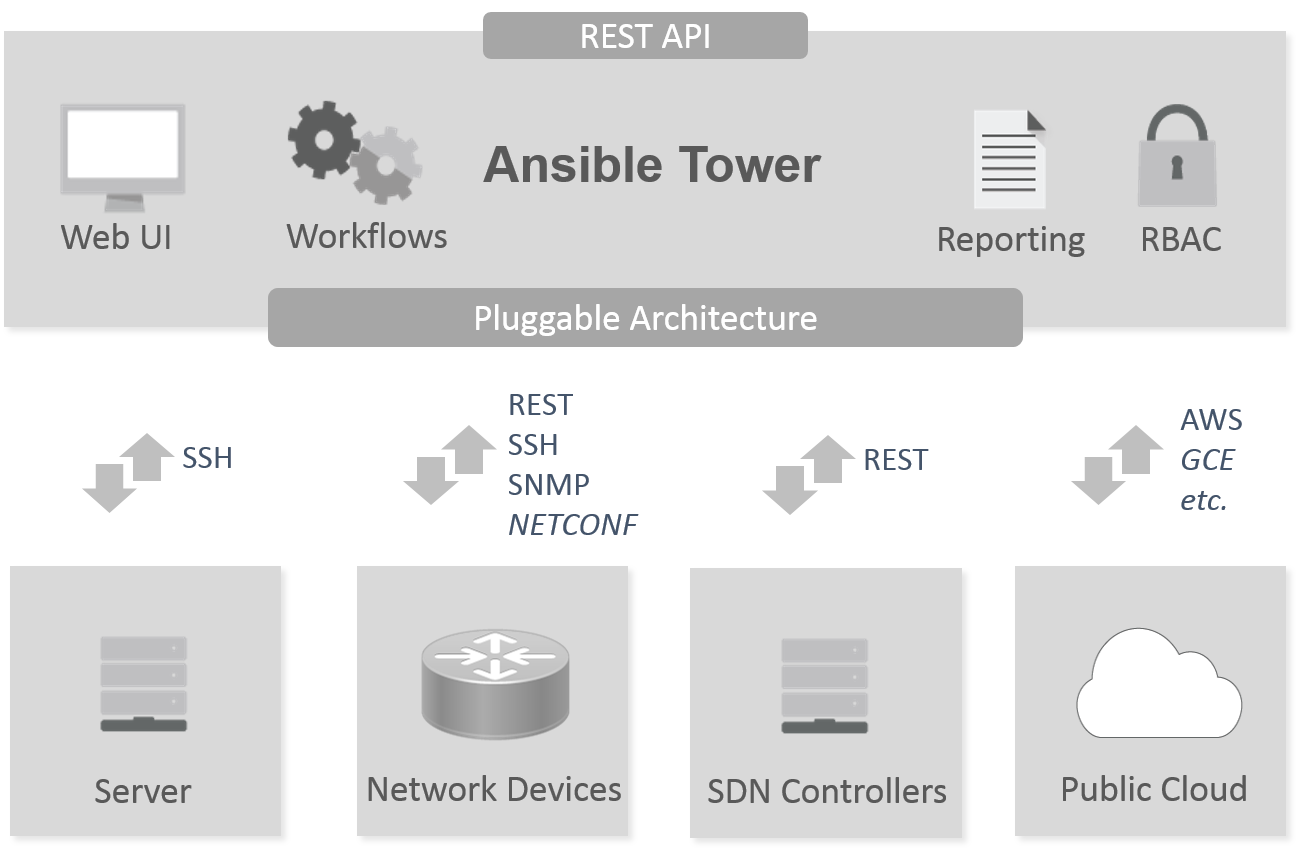 REST API
Ansible Tower
Web UI
Workflows
Reporting
RBAC
Pluggable Architecture
SSH
REST
SSH
SNMP
NETCONF
REST
AWS
GCE
etc.
Server
Network Devices
SDN Controllers
Public Cloud